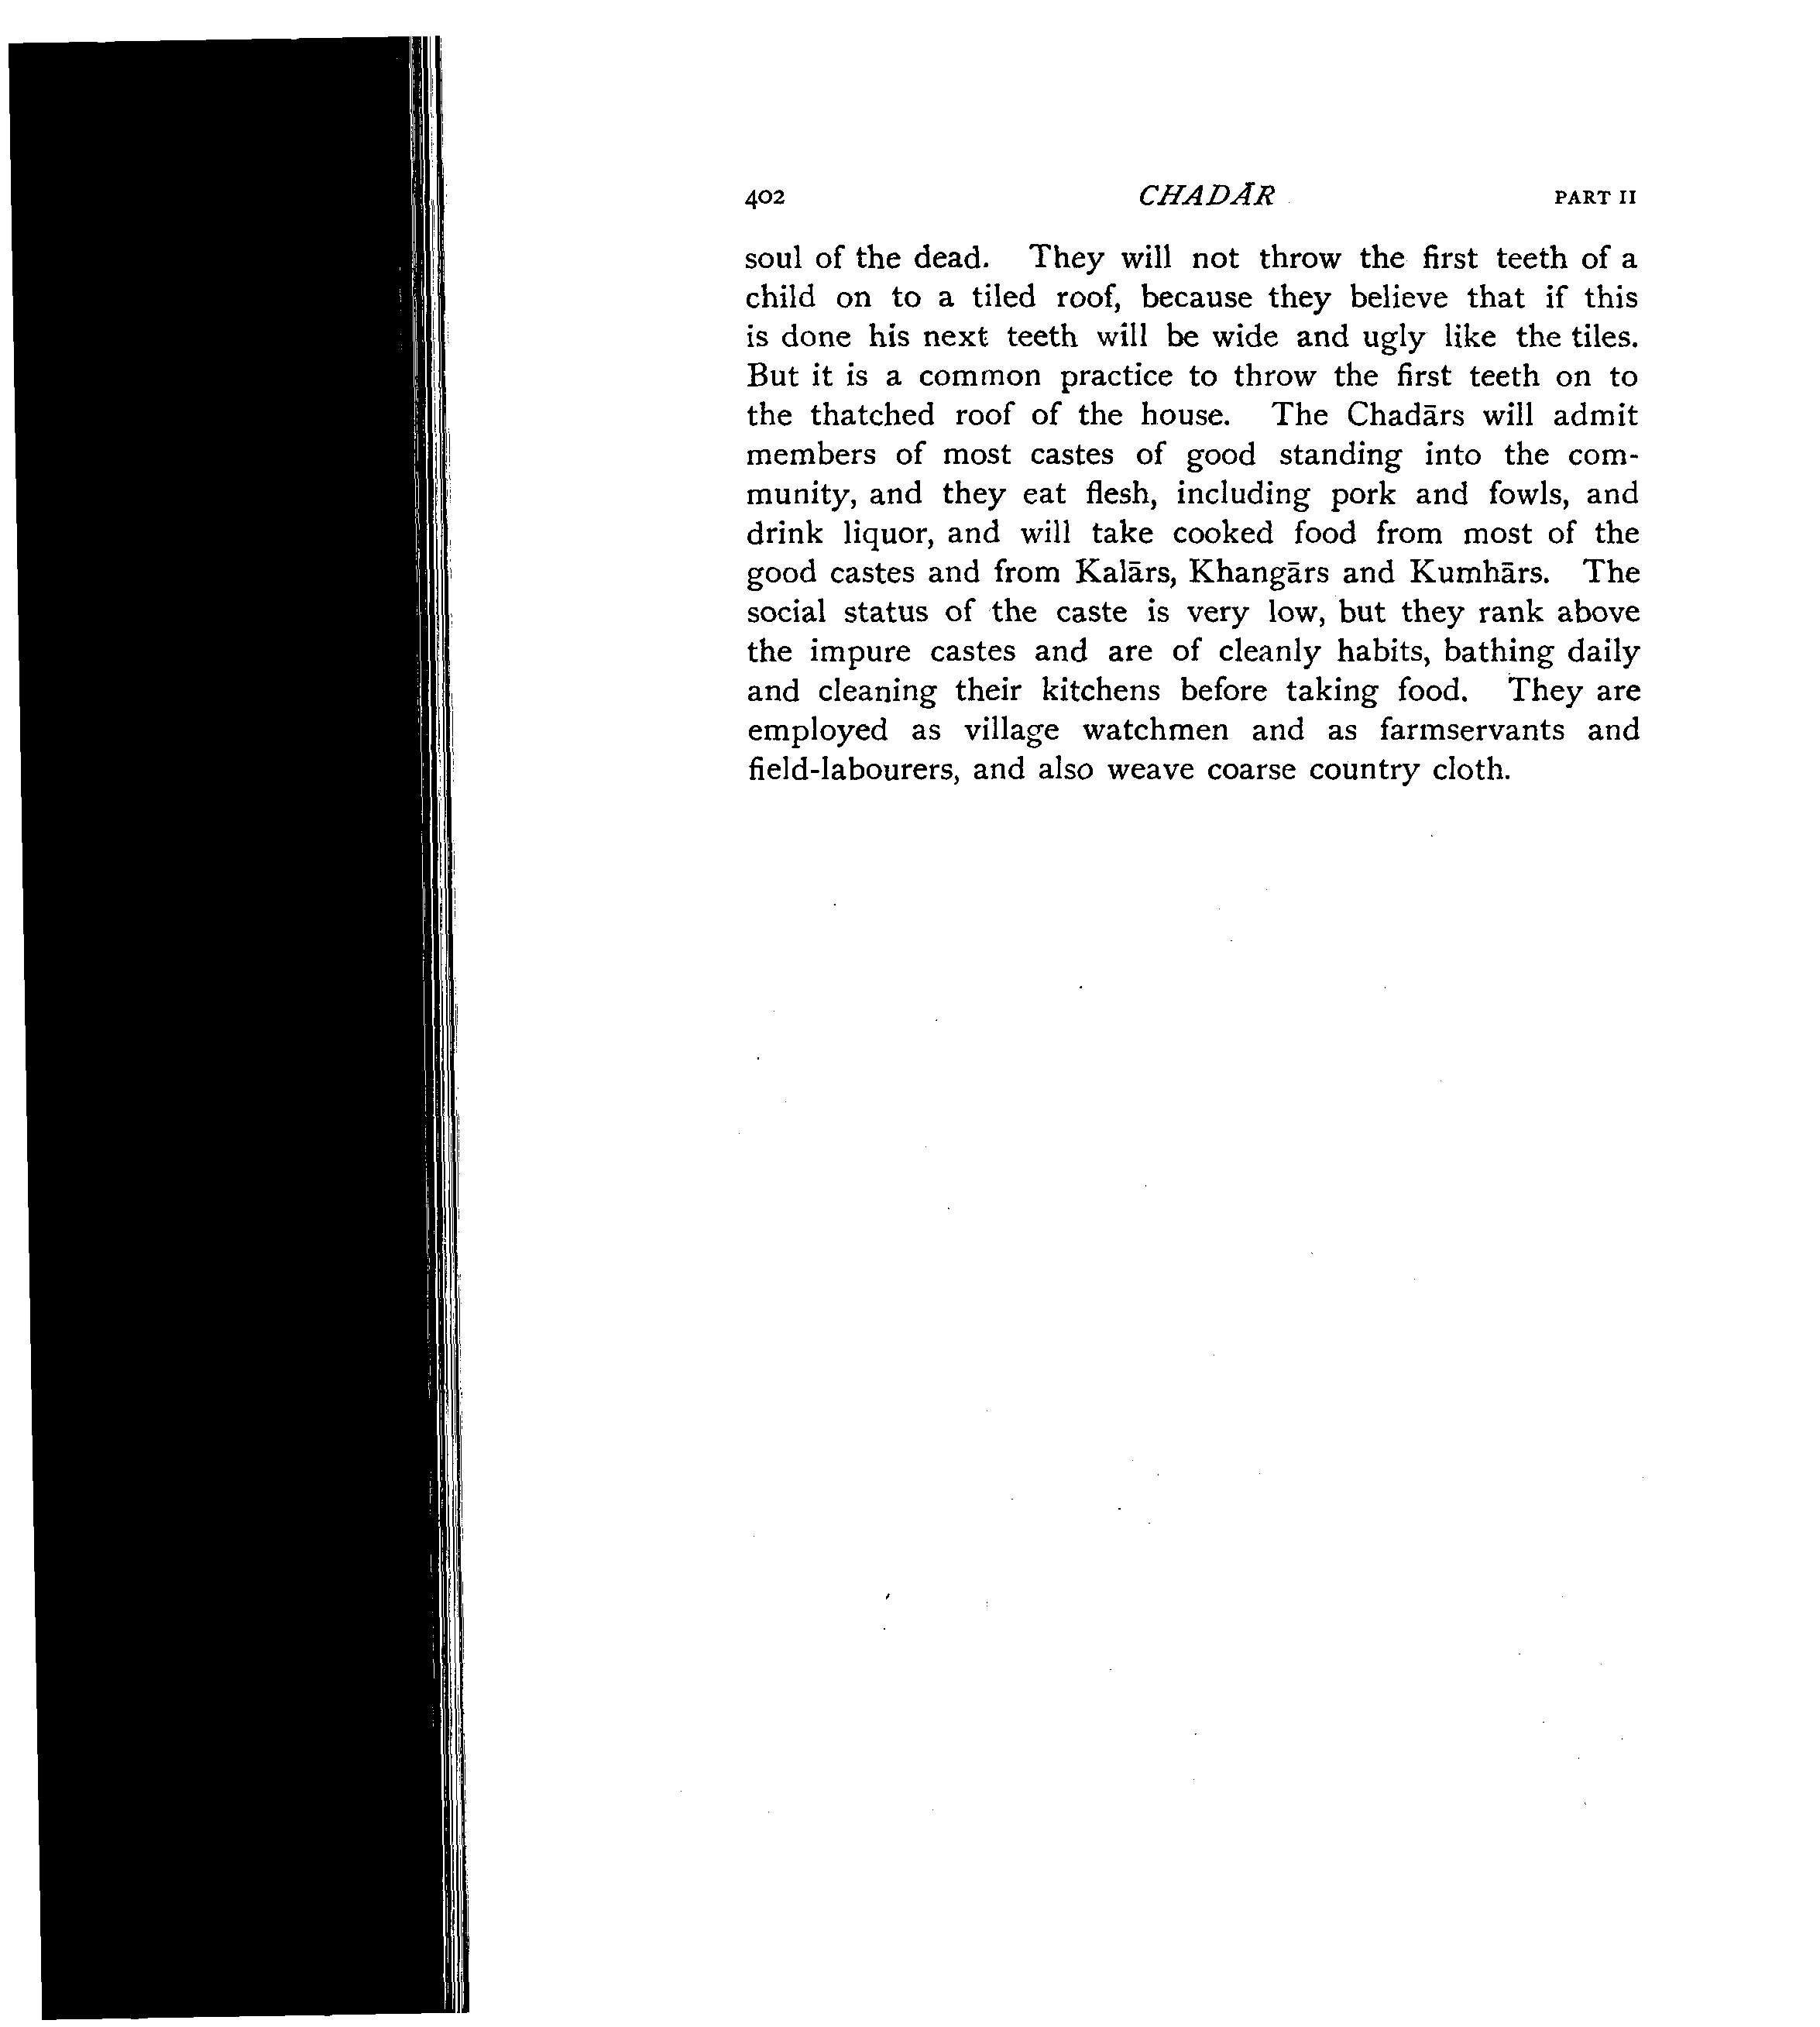 402 CHADĀR PART II
soul of the dead. They will not throw the first teeth of a
child on to a tiled roof, because they believe that if this
is done his next teeth will be wide and ugly like the tiles.
But it is a common practice to throw the first teeth on to
the thatched roof of the house. The Chadārs will admit
members of most castes of good standing into the com-
munity, and they eat flesh, including pork and fowls, and
drink liquor, and will take cooked food from most of the
good castes and from Kalārs, Khangārs and Kumhārs. The
social status of the caste is very low, but they rank above
the impure castes and are of cleanly habits, bathing daily
and cleaning their kitchens before taking food. They are
employed as village watchmen and as farmservants and
field-labourers, and also weave coarse country cloth.